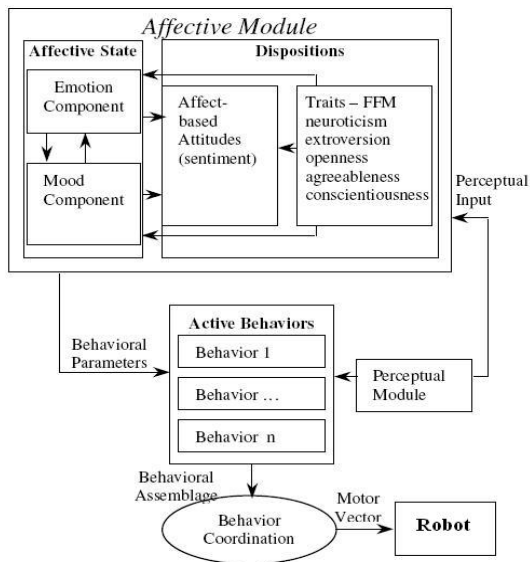 Affective Module
Affective State
Dispositions
Emotion
Component
Mood
Component
Affect-
based
Attitudes
(sentiment)
Traits – FFM
neuroticism
extroversion
openness
agreeableness
conscientiousness
Perceptual
Input
Behavioral
Parameters
Active Behaviors
Behavior 1
Behavior ...
Behavior n
Perceptual
Module
Behavioral
Assemblage
Behavior
Coordination
Motor
Vector
Robot